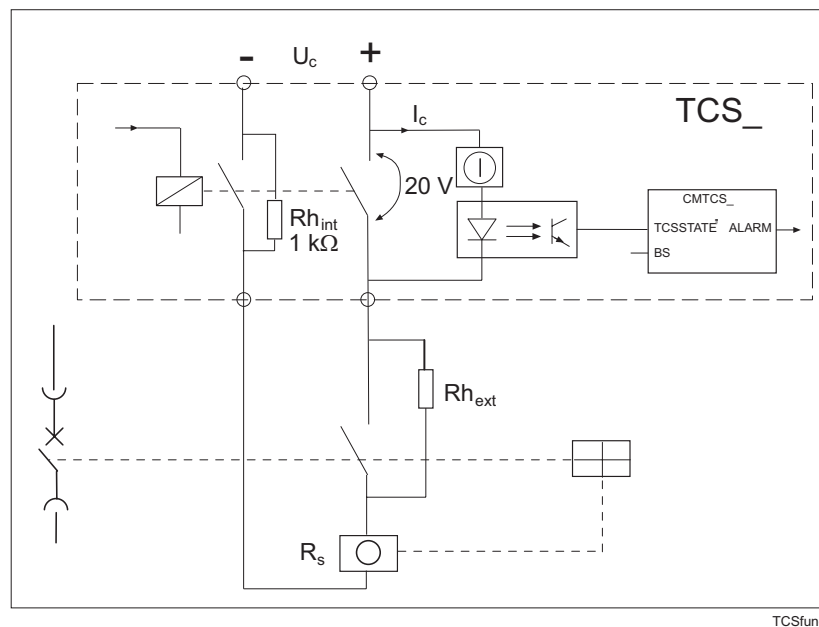 - Uc +
TCS_
Ic
20 V
CMTCS_
Rhint
1 kΩ
TCSSTATE ALARM
BS
Rhext
Rs
TCSfun